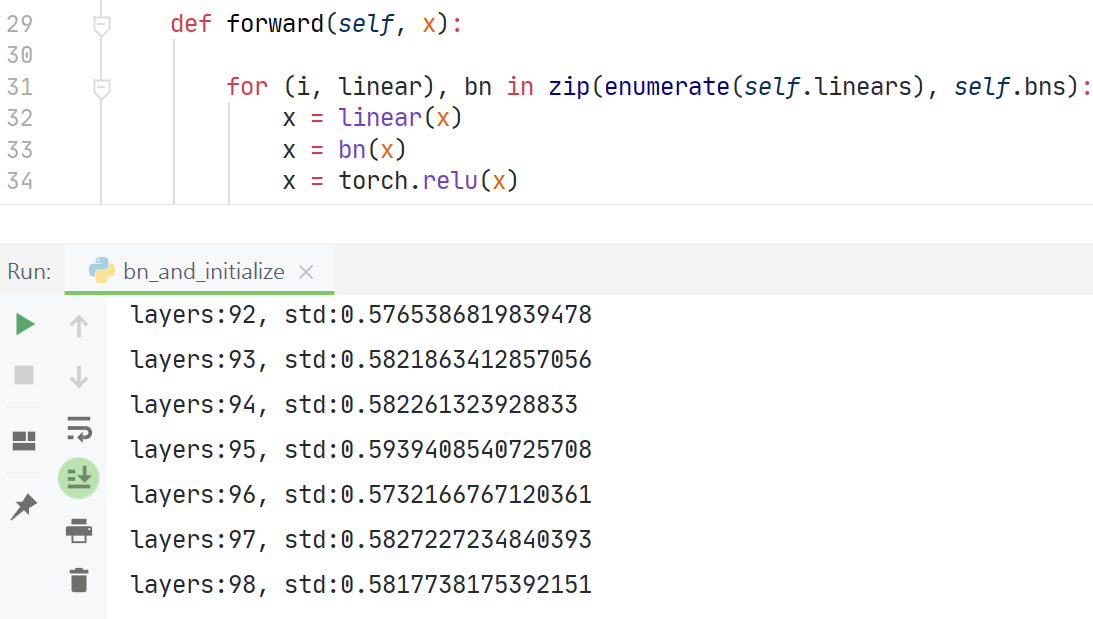 29 def forward(self, x):
30
31 for (i, linear), bn in zip(enumerate(self.linears), self.bns):
32 x = linear(x)
33 x = bn(x)
34 x = torch.relu(x)
Run: bn_and_initialize
layers:92, std:0.5765386819839478
layers:93, std:0.5821863412857056
layers:94, std:0.582261323928833
layers:95, std:0.5939408540725708
layers:96, std:0.5732166767120361
layers:97, std:0.5827227234840393
layers:98, std:0.5817738175392151